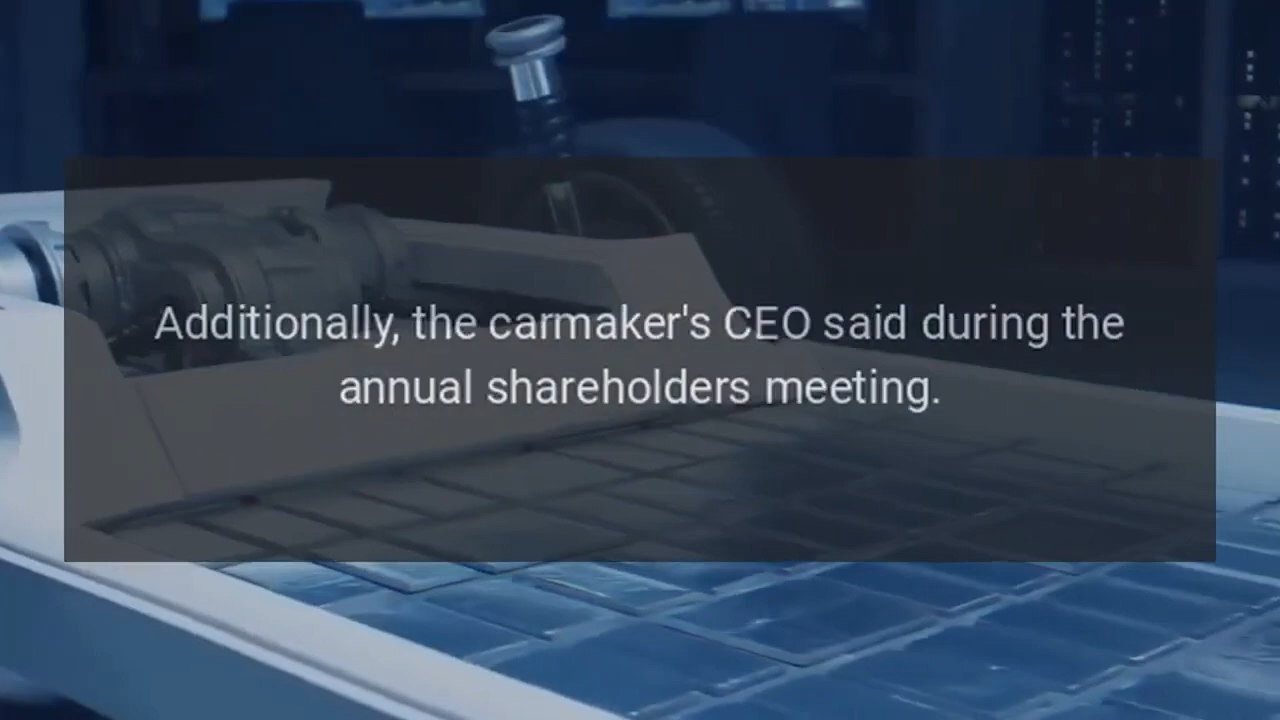 Additionally, the carmaker's CEO said during the
annual shareholders meeting.